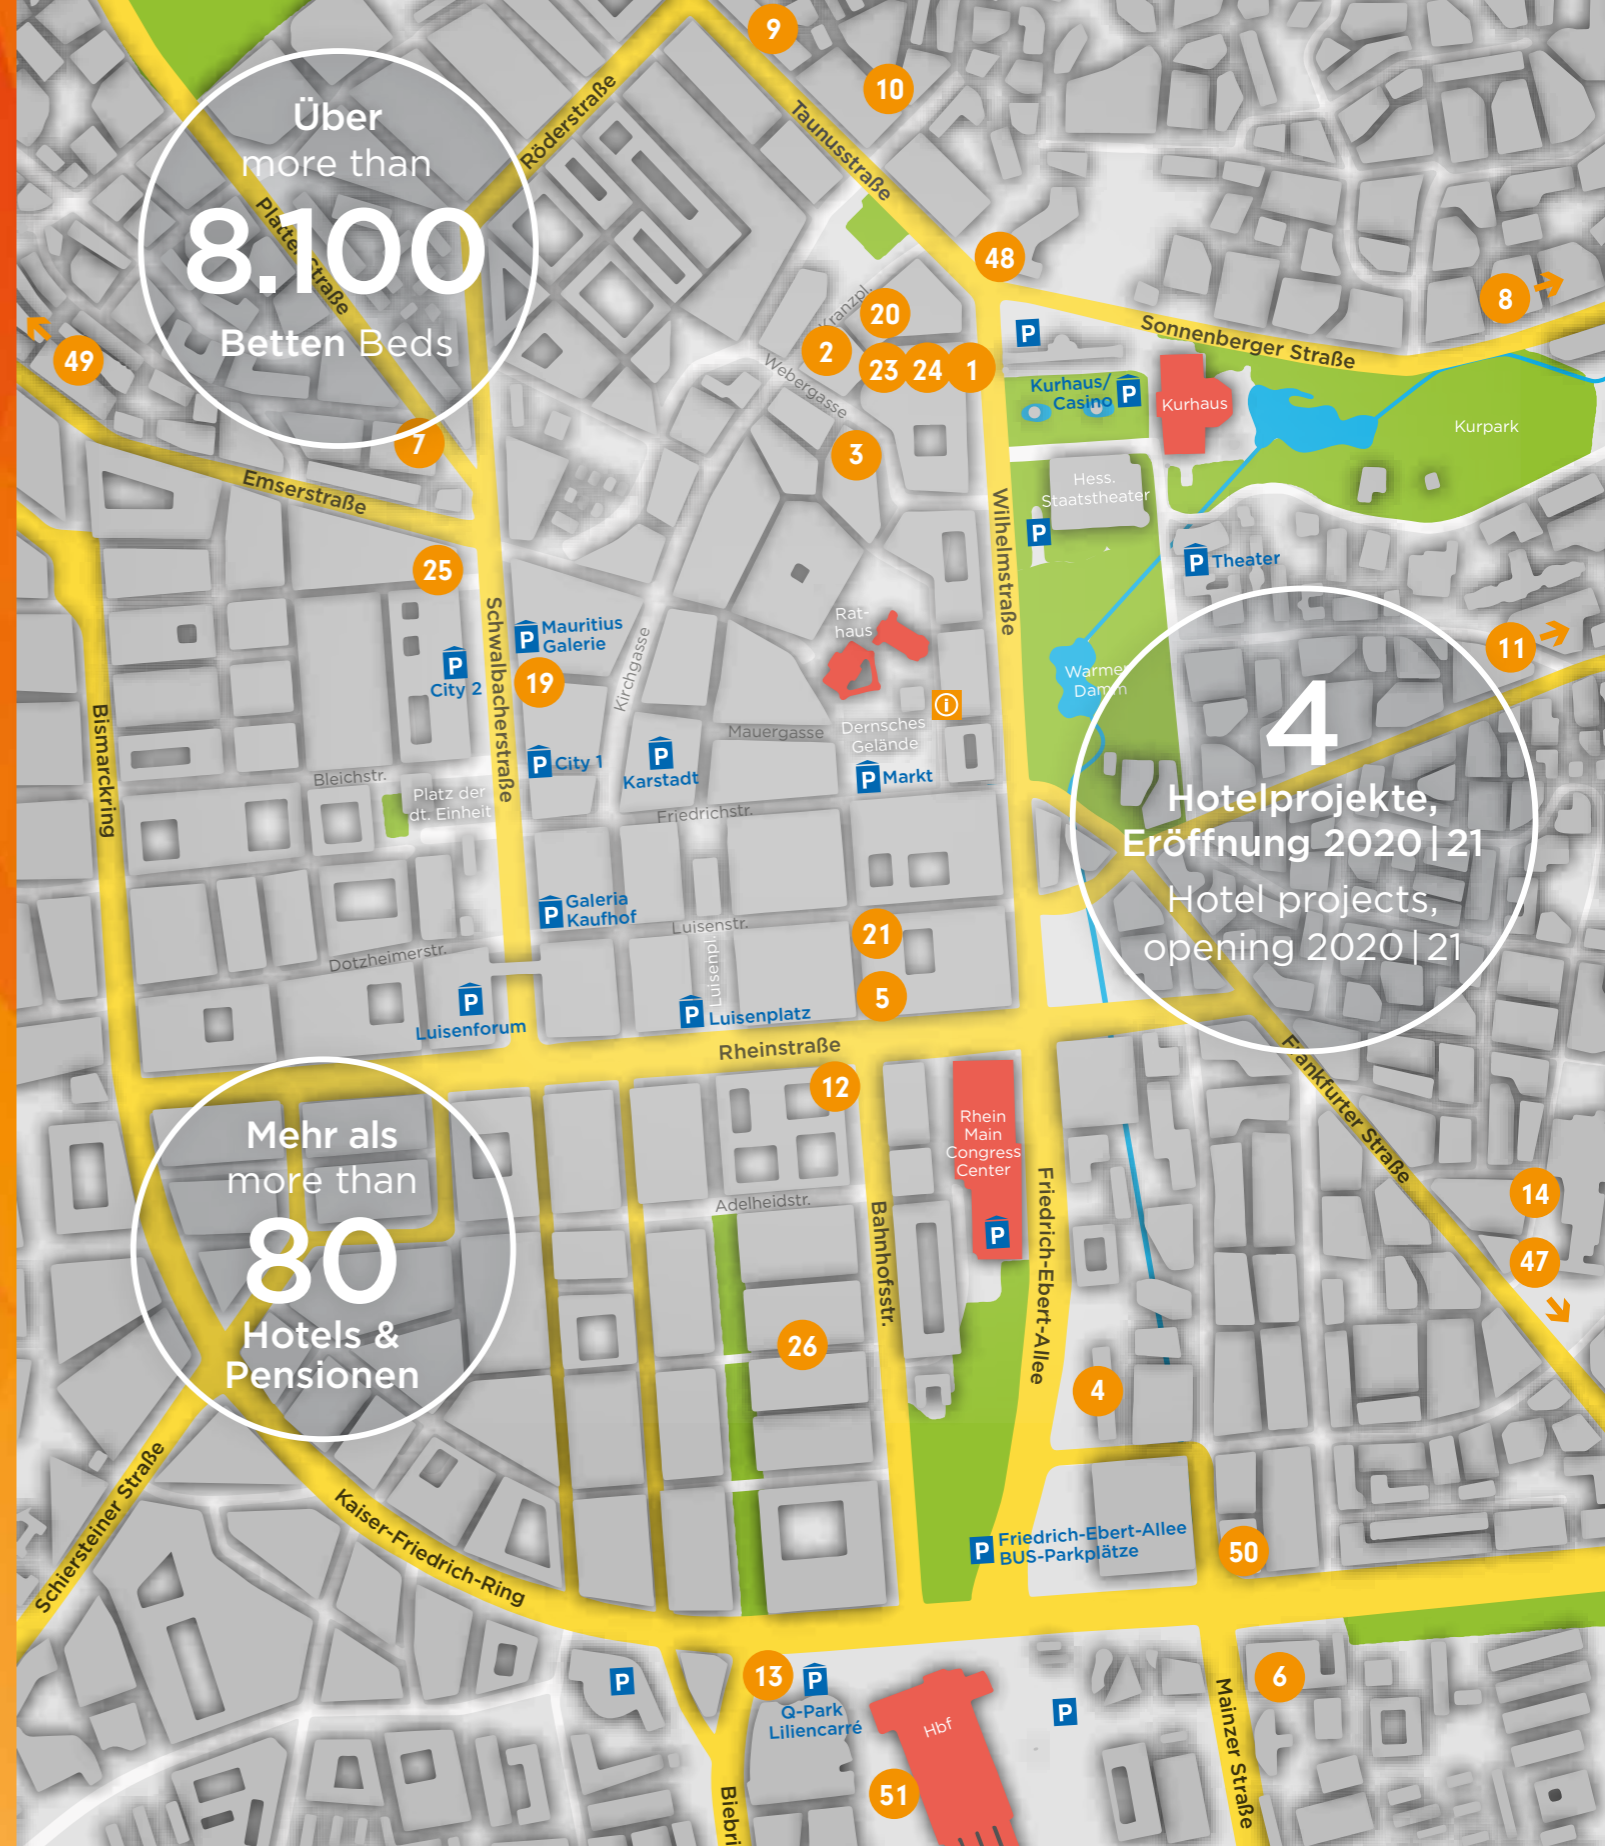 9
10
Röderstraße
Taunusstraße
Über
more than
8.100
Betten Beds
Platter Straße
48
8
Sonnenberger Straße
49
Kranzpl.
20
2
23
24
1
P
Webergasse
Kurhaus/
Casino
P
Kurhaus
Kurpark
7
3
Emserstraße
Hess.
Staatstheater
Wilhelmstraße
P
P Theater
25
Schwalbacherstraße
P Mauritius
Galerie
Rat-
haus
Kirchgasse
11
P
City 2
19
Warmer
Damm
i
Bismarckring
Mauergasse
Dernsches
Gelände
P City 1
P
Karstadt
P Markt
Bleichstr.
Platz der
dt. Einheit
Friedrichstr.
4
Hotelprojekte,
Eröffnung 2020|21
Hotel projects,
opening 2020|21
P Galeria
Kaufhof
Luisenstr.
21
Dotzheimerstr.
Luisenpl.
5
P
Luisenforum
P Luisenplatz
Rheinstraße
Frankfurter Straße
12
Mehr als
more than
80
Hotels &
Pensionen
Rhein
Main
Congress
Center
P
Adelheidstr.
Bahnhofsstr.
Friedrich-Ebert-Allee
14
47
26
4
Schiersteiner Straße
Kaiser-Friedrich-Ring
P Friedrich-Ebert-Allee
BUS-Parkplätze
50
13
P
Q-Park
Liliencarré
P
Hbf
P
6
Mainzer Straße
51
Biebri